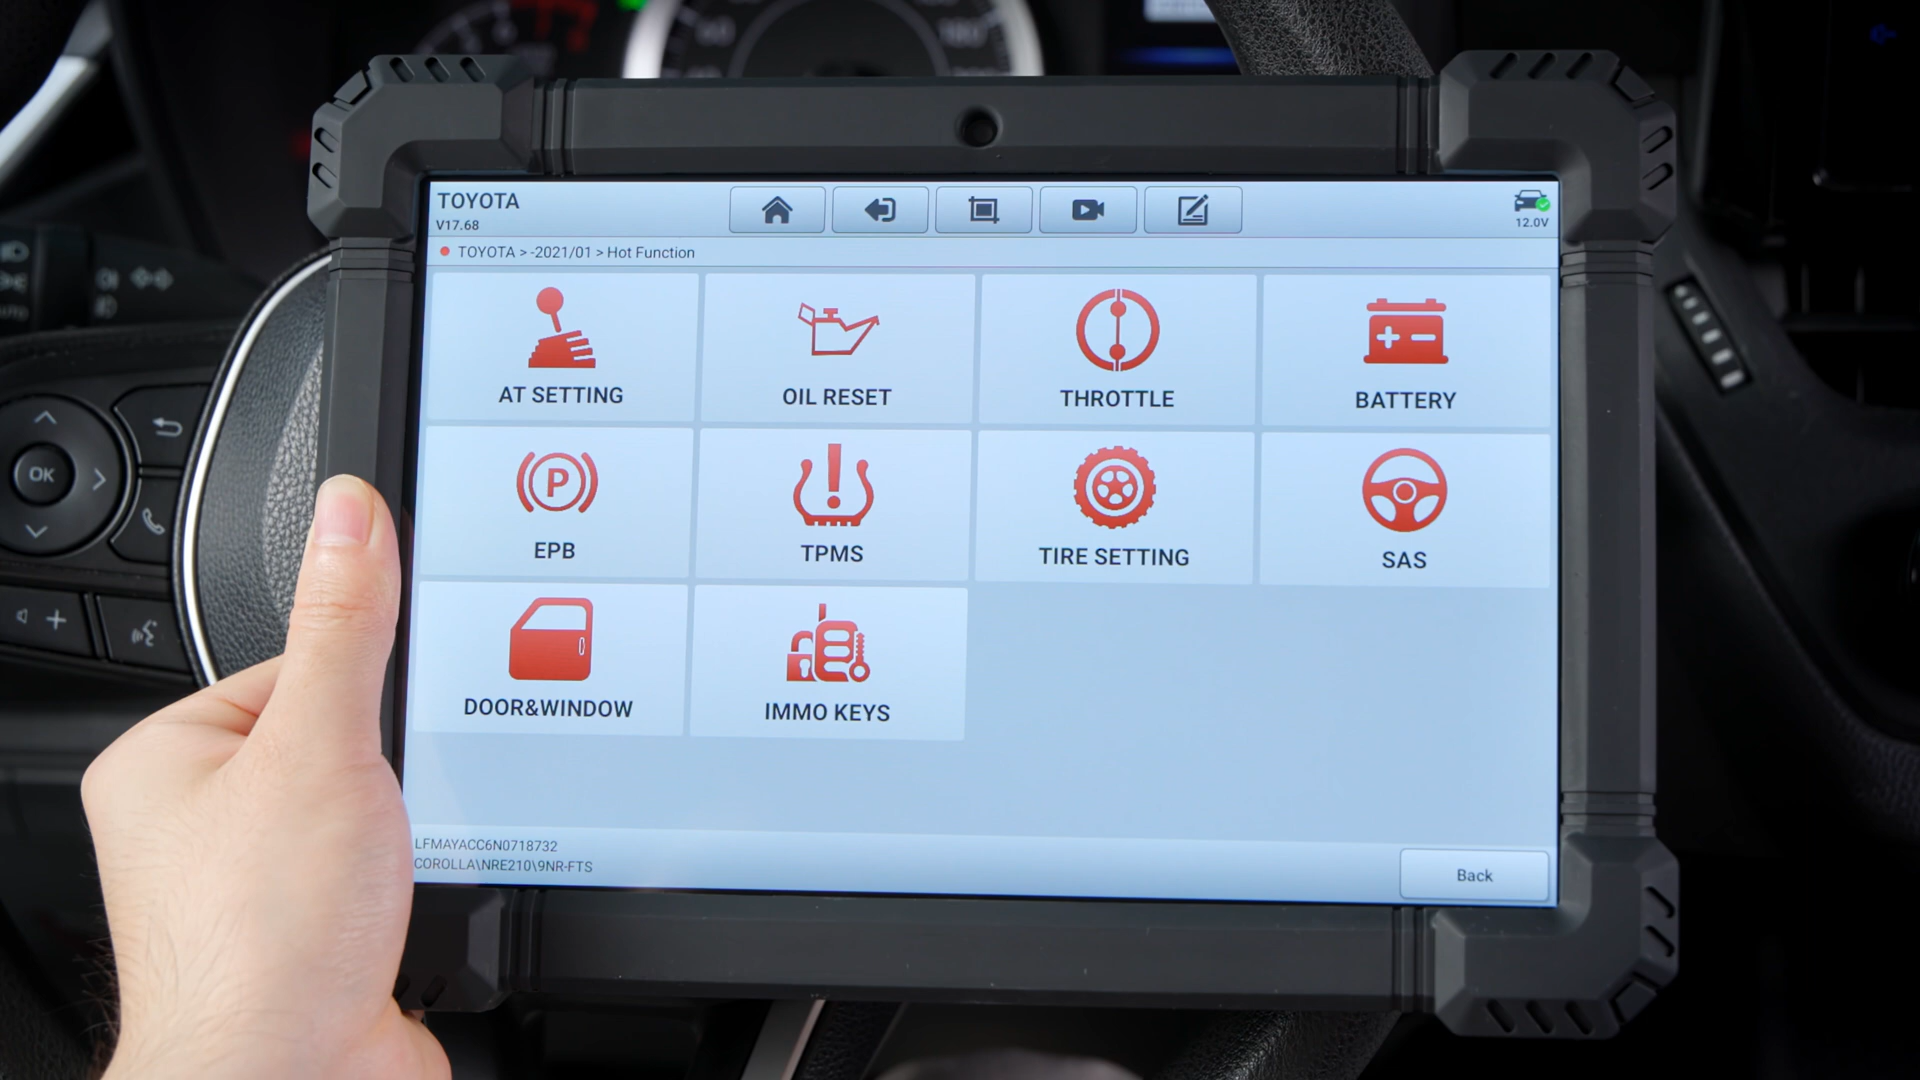 TOYOTA
V17.68
12.0V
TOYOTA > -2021/01 > Hot Function
AT SETTING
OIL RESET
THROTTLE
BATTERY
EPB
P
TPMS
TIRE SETTING
SAS
DOOR&WINDOW
IMMO KEYS
LFMAYACC6N0718732
COROLLA\NRE210\9NR-FTS
Back
OK